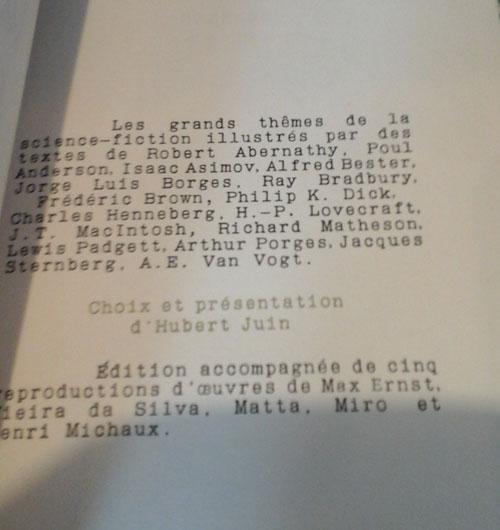 Les grands thêmes de la
science-fiction illustrés par des
textes de Robert Abernathy, Poul
Anderson, Isaac Asimov, Alfred Bester,
Jorge Luis Borges, Ray Bradbury,
Frédéric Brown, Philip K. Dick,
Charles Henneberg, H.-P. Lovecraft,
J.T. MacIntosh, Richard Matheson,
Lewis Padgett, Arthur Porges, Jacques
Sternberg, A.E. Van Vogt.
Choix et présentation
d'Hubert Juin
Édition accompagnée de cinq
reproductions d'œuvres de Max Ernst,
ieira da Silva, Matta, Miro et
enri Michaux.